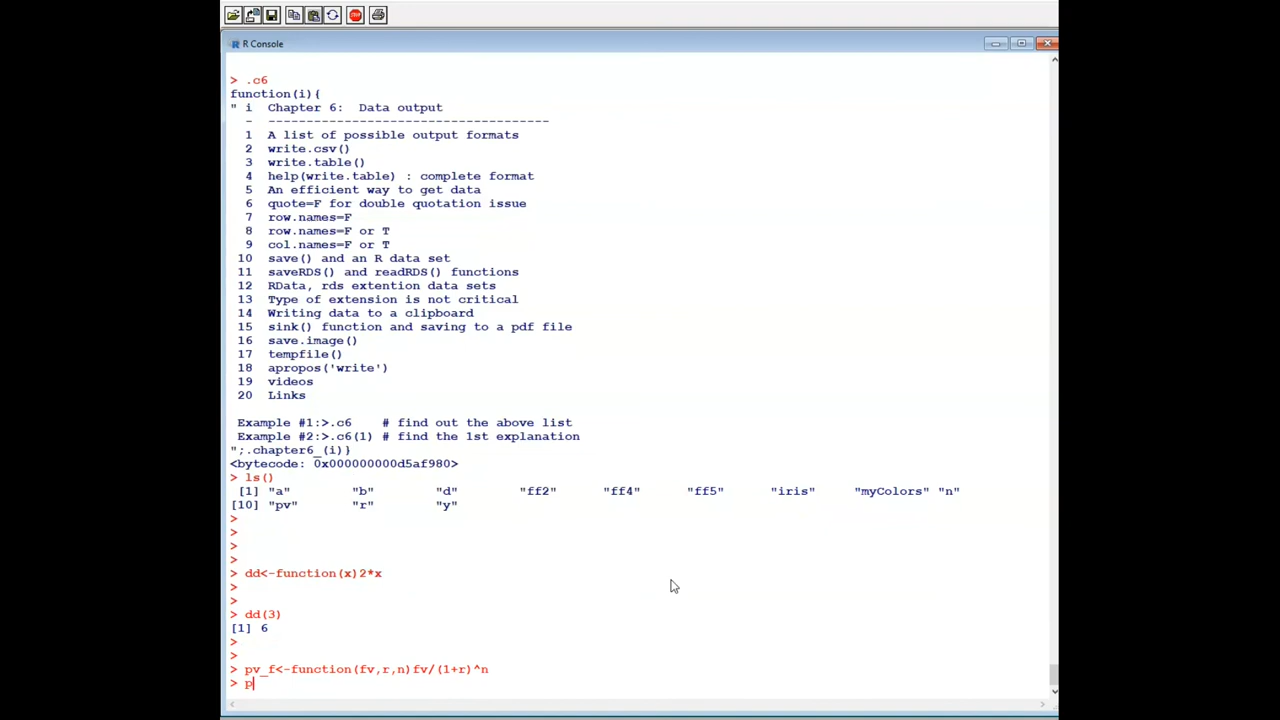 STOP
R Console
> .c6
function(i){
" i  Chapter 6:  Data output
  -  -------------------------------------
  1  A list of possible output formats
  2  write.csv()
  3  write.table()
  4  help(write.table) : complete format
  5  An efficient way to get data
  6  quote=F for double quotation issue
  7  row.names=F
  8  row.names=F or T
  9  col.names=F or T
 10  save() and an R data set
 11  saveRDS() and readRDS() functions
 12  RData, rds extention data sets
 13  Type of extension is not critical
 14  Writing data to a clipboard
 15  sink() function and saving to a pdf file
 16  save.image()
 17  tempfile()
 18  apropos('write')
 19  videos
 20  Links
 Example #1:>.c6    # find out the above list
 Example #2:>.c6(1) # find the 1st explanation
";.chapter6_(i)}
<bytecode: 0x000000000d5af980>
> ls()
 [1] "a"        "b"        "d"        "ff2"      "ff4"      "ff5"      "iris"     "myColors" "n"
[10] "pv"       "r"        "y"
>
>
>
>
> dd<-function(x)2*x
>
>
> dd(3)
[1] 6
>
>
> pv_f<-function(fv,r,n)fv/(1+r)^n
> p